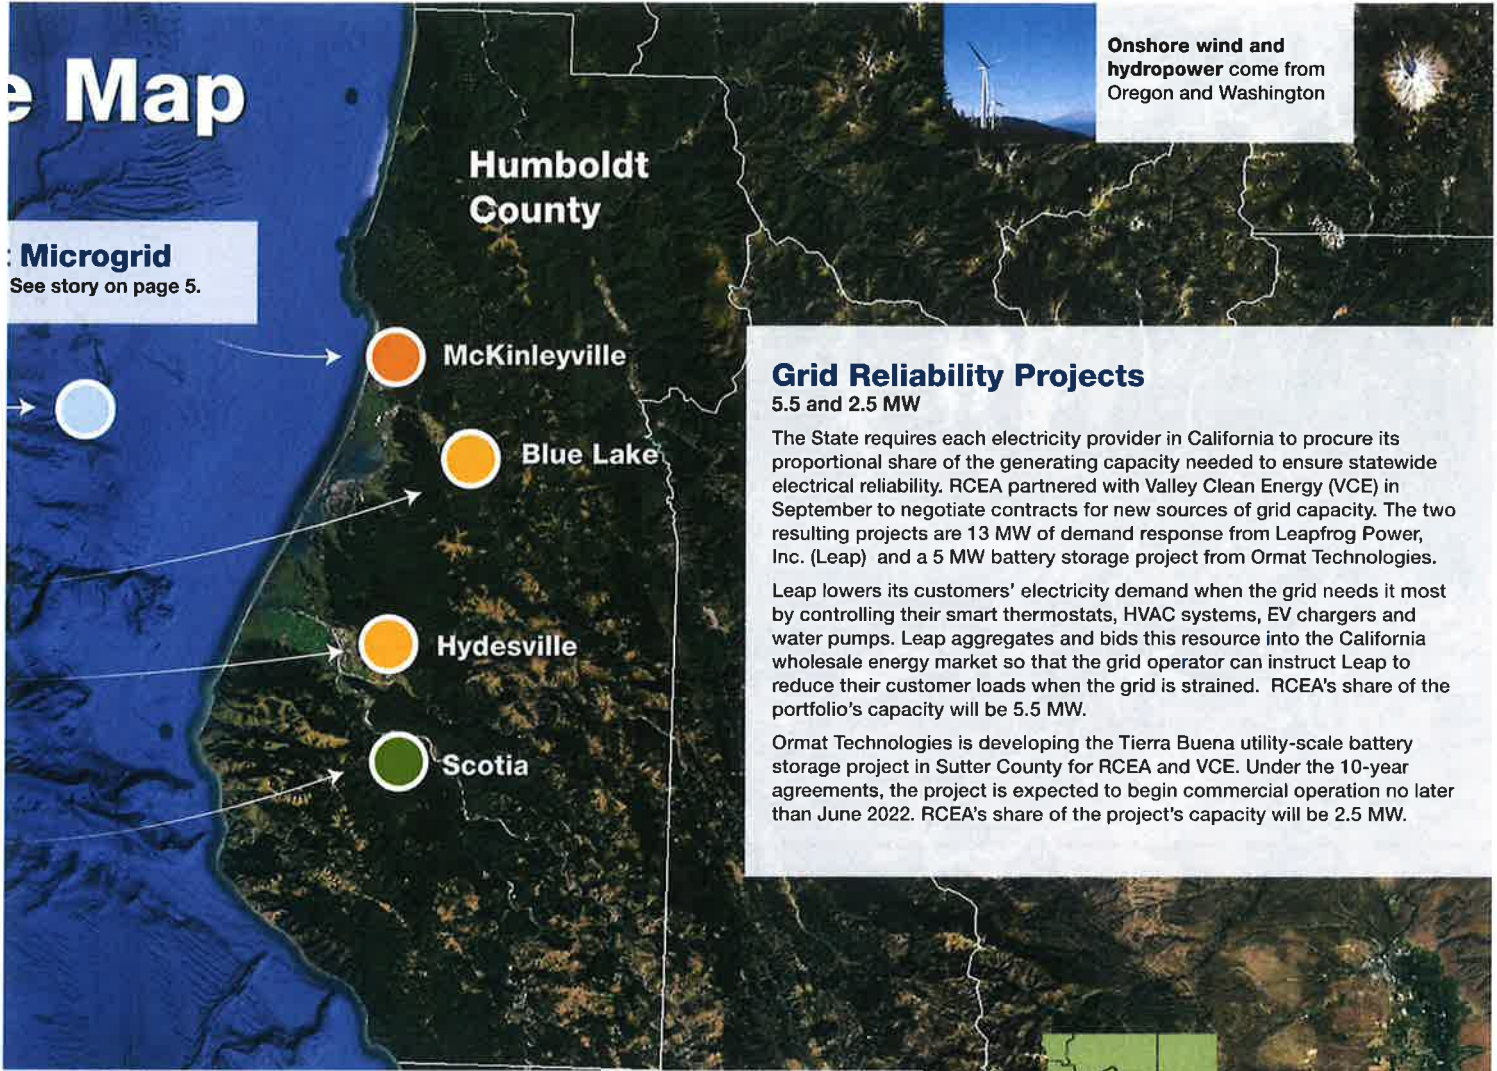 e Map
: Microgrid
See story on page 5.
Humboldt
County
Onshore wind and
hydropower come from
Oregon and Washington
McKinleyville
Blue Lake
Hydesville
Scotia
Grid Reliability Projects
5.5 and 2.5 MW
The State requires each electricity provider in California to procure its
proportional share of the generating capacity needed to ensure statewide
electrical reliability. RCEA partnered with Valley Clean Energy (VCE) in
September to negotiate contracts for new sources of grid capacity. The two
resulting projects are 13 MW of demand response from Leapfrog Power,
Inc. (Leap) and a 5 MW battery storage project from Ormat Technologies.
Leap lowers its customers' electricity demand when the grid needs it most
by controlling their smart thermostats, HVAC systems, EV chargers and
water pumps. Leap aggregates and bids this resource into the California
wholesale energy market so that the grid operator can instruct Leap to
reduce their customer loads when the grid is strained. RCEA's share of the
portfolio's capacity will be 5.5 MW.
Ormat Technologies is developing the Tierra Buena utility-scale battery
storage project in Sutter County for RCEA and VCE. Under the 10-year
agreements, the project is expected to begin commercial operation no later
than June 2022. RCEA's share of the project's capacity will be 2.5 MW.